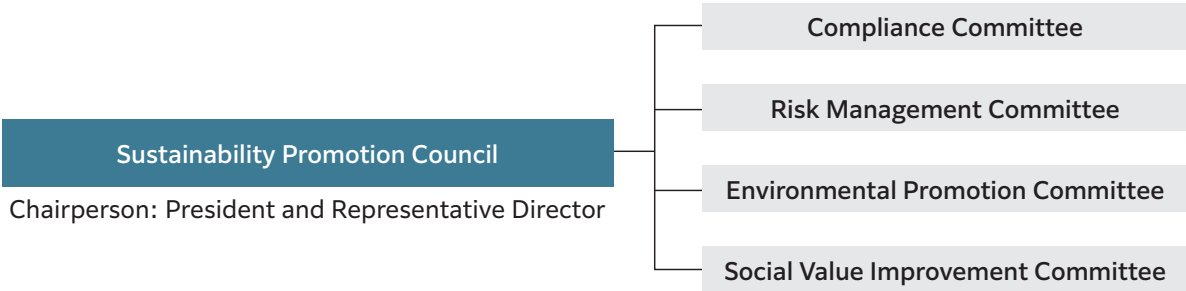 Compliance Committee
Risk Management Committee
Sustainability Promotion Council
Chairperson: President and Representative Director
Environmental Promotion Committee
Social Value Improvement Committee